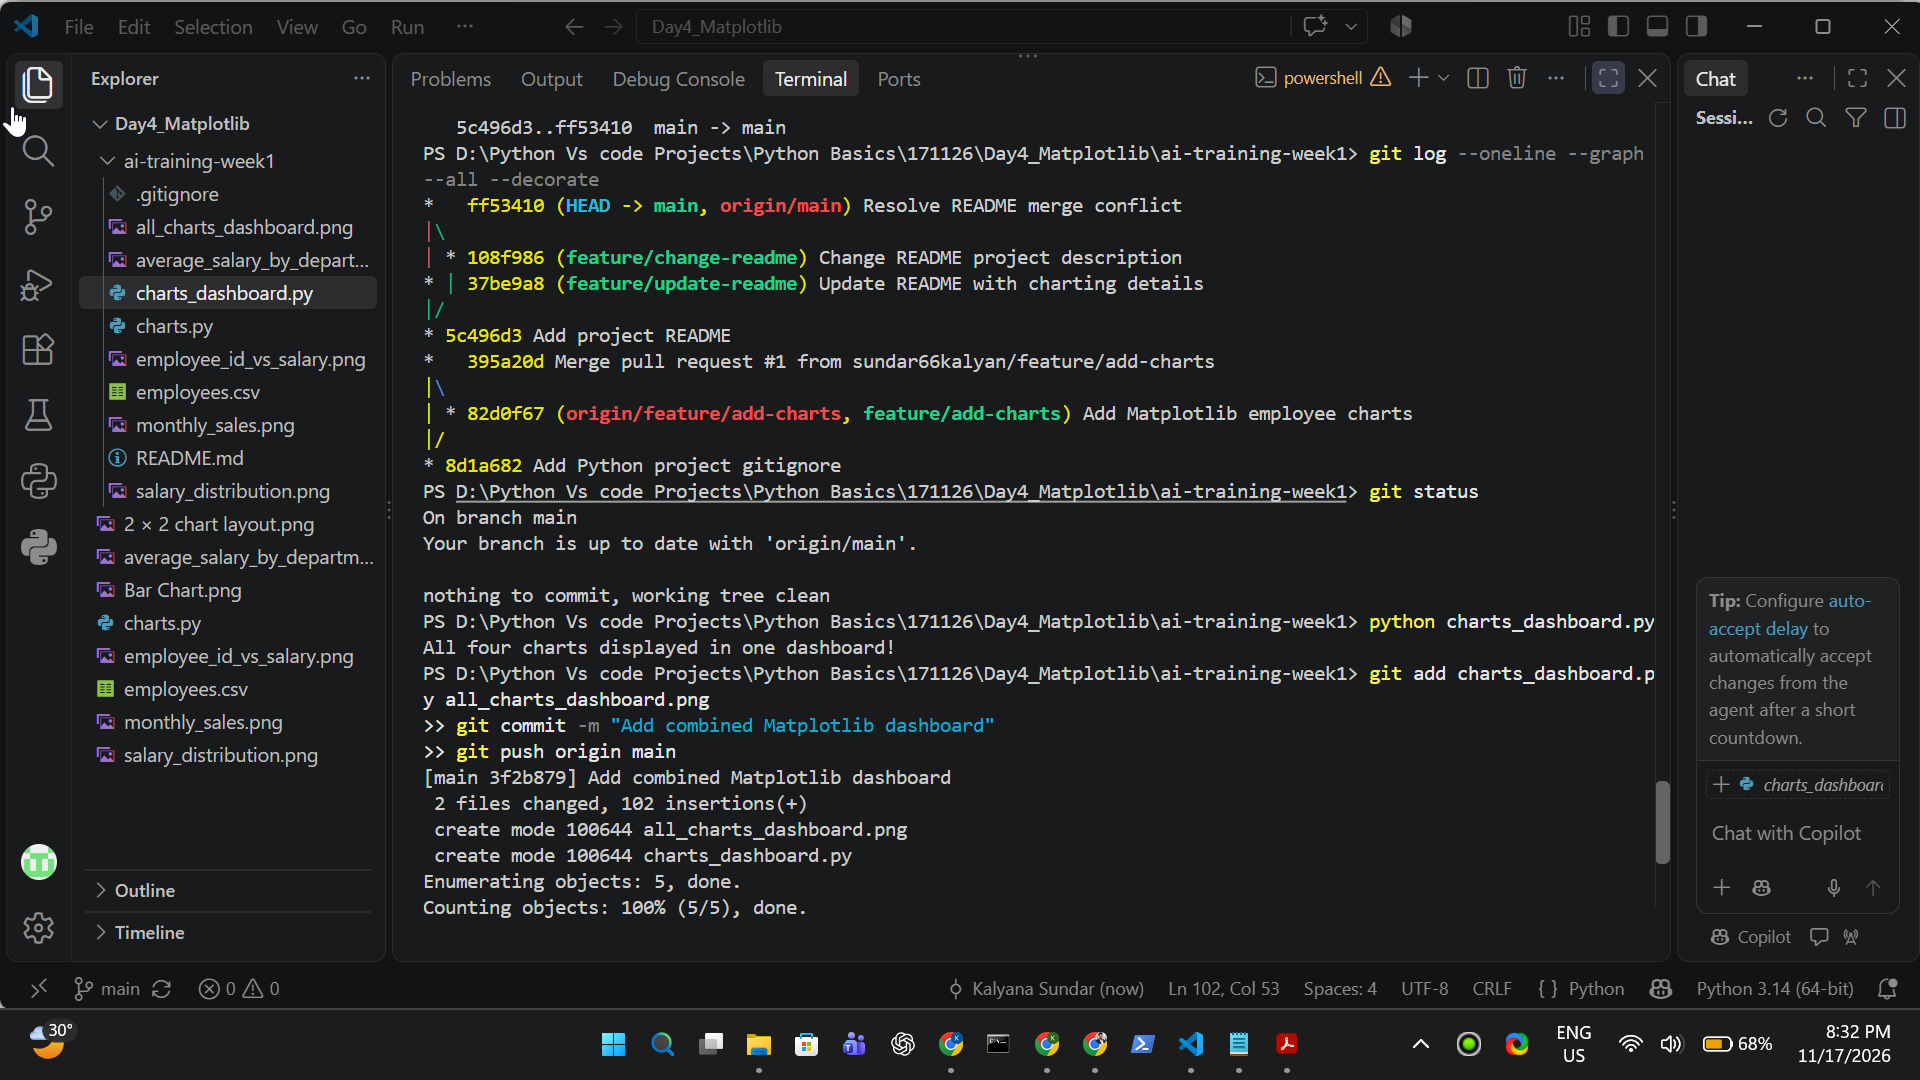 File Edit Selection View Go Run ···
Day4_Matplotlib
Explorer
Day4_Matplotlib
ai-training-week1
.gitignore
all_charts_dashboard.png
average_salary_by_depart...
charts_dashboard.py
charts.py
employee_id_vs_salary.png
employees.csv
monthly_sales.png
README.md
salary_distribution.png
2 × 2 chart layout.png
average_salary_by_departm...
Bar Chart.png
charts.py
employee_id_vs_salary.png
employees.csv
monthly_sales.png
salary_distribution.png
Outline
Timeline
Problems Output Debug Console Terminal Ports
powershell
5c496d3..ff53410  main -> main
PS D:\Python Vs code Projects\Python Basics\171126\Day4_Matplotlib\ai-training-week1> git log --oneline --graph
--all --decorate
*   ff53410 (HEAD -> main, origin/main) Resolve README merge conflict
|\
| * 108f986 (feature/change-readme) Change README project description
* | 37be9a8 (feature/update-readme) Update README with charting details
|/
* 5c496d3 Add project README
*   395a20d Merge pull request #1 from sundar66kalyan/feature/add-charts
|\
| * 82d0f67 (origin/feature/add-charts, feature/add-charts) Add Matplotlib employee charts
|/
* 8d1a682 Add Python project gitignore
PS D:\Python Vs code Projects\Python Basics\171126\Day4_Matplotlib\ai-training-week1> git status
On branch main
Your branch is up to date with 'origin/main'.
nothing to commit, working tree clean
PS D:\Python Vs code Projects\Python Basics\171126\Day4_Matplotlib\ai-training-week1> python charts_dashboard.py
All four charts displayed in one dashboard!
PS D:\Python Vs code Projects\Python Basics\171126\Day4_Matplotlib\ai-training-week1> git add charts_dashboard.p
y all_charts_dashboard.png
>> git commit -m "Add combined Matplotlib dashboard"
>> git push origin main
[main 3f2b879] Add combined Matplotlib dashboard
2 files changed, 102 insertions(+)
create mode 100644 all_charts_dashboard.png
create mode 100644 charts_dashboard.py
Enumerating objects: 5, done.
Counting objects: 100% (5/5), done.
Chat
Sessi...
Tip: Configure auto-
accept delay to
automatically accept
changes from the
agent after a short
countdown.
charts_dashboard
Chat with Copilot
Copilot
main
0 0
Kalyana Sundar (now) Ln 102, Col 53 Spaces: 4 UTF-8 CRLF { } Python Python 3.14 (64-bit)
30°
ENG
US
68%
8:32 PM
11/17/2026